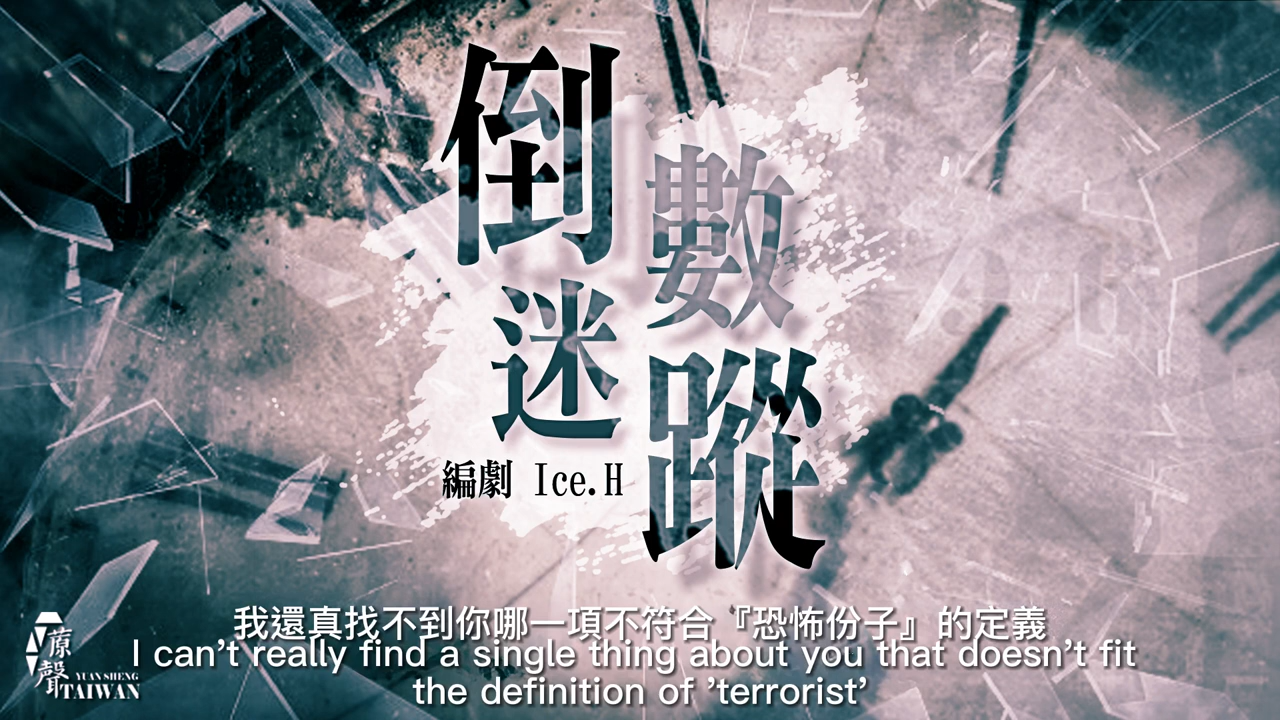 倒數
迷蹤
編劇 Ice.H
我還真找不到你哪一項不符合『恐怖份子』的定義
I can't really find a single thing about you that doesn't fit
the definition of 'terrorist'
原聲
YUAN SHENG
TAIWAN